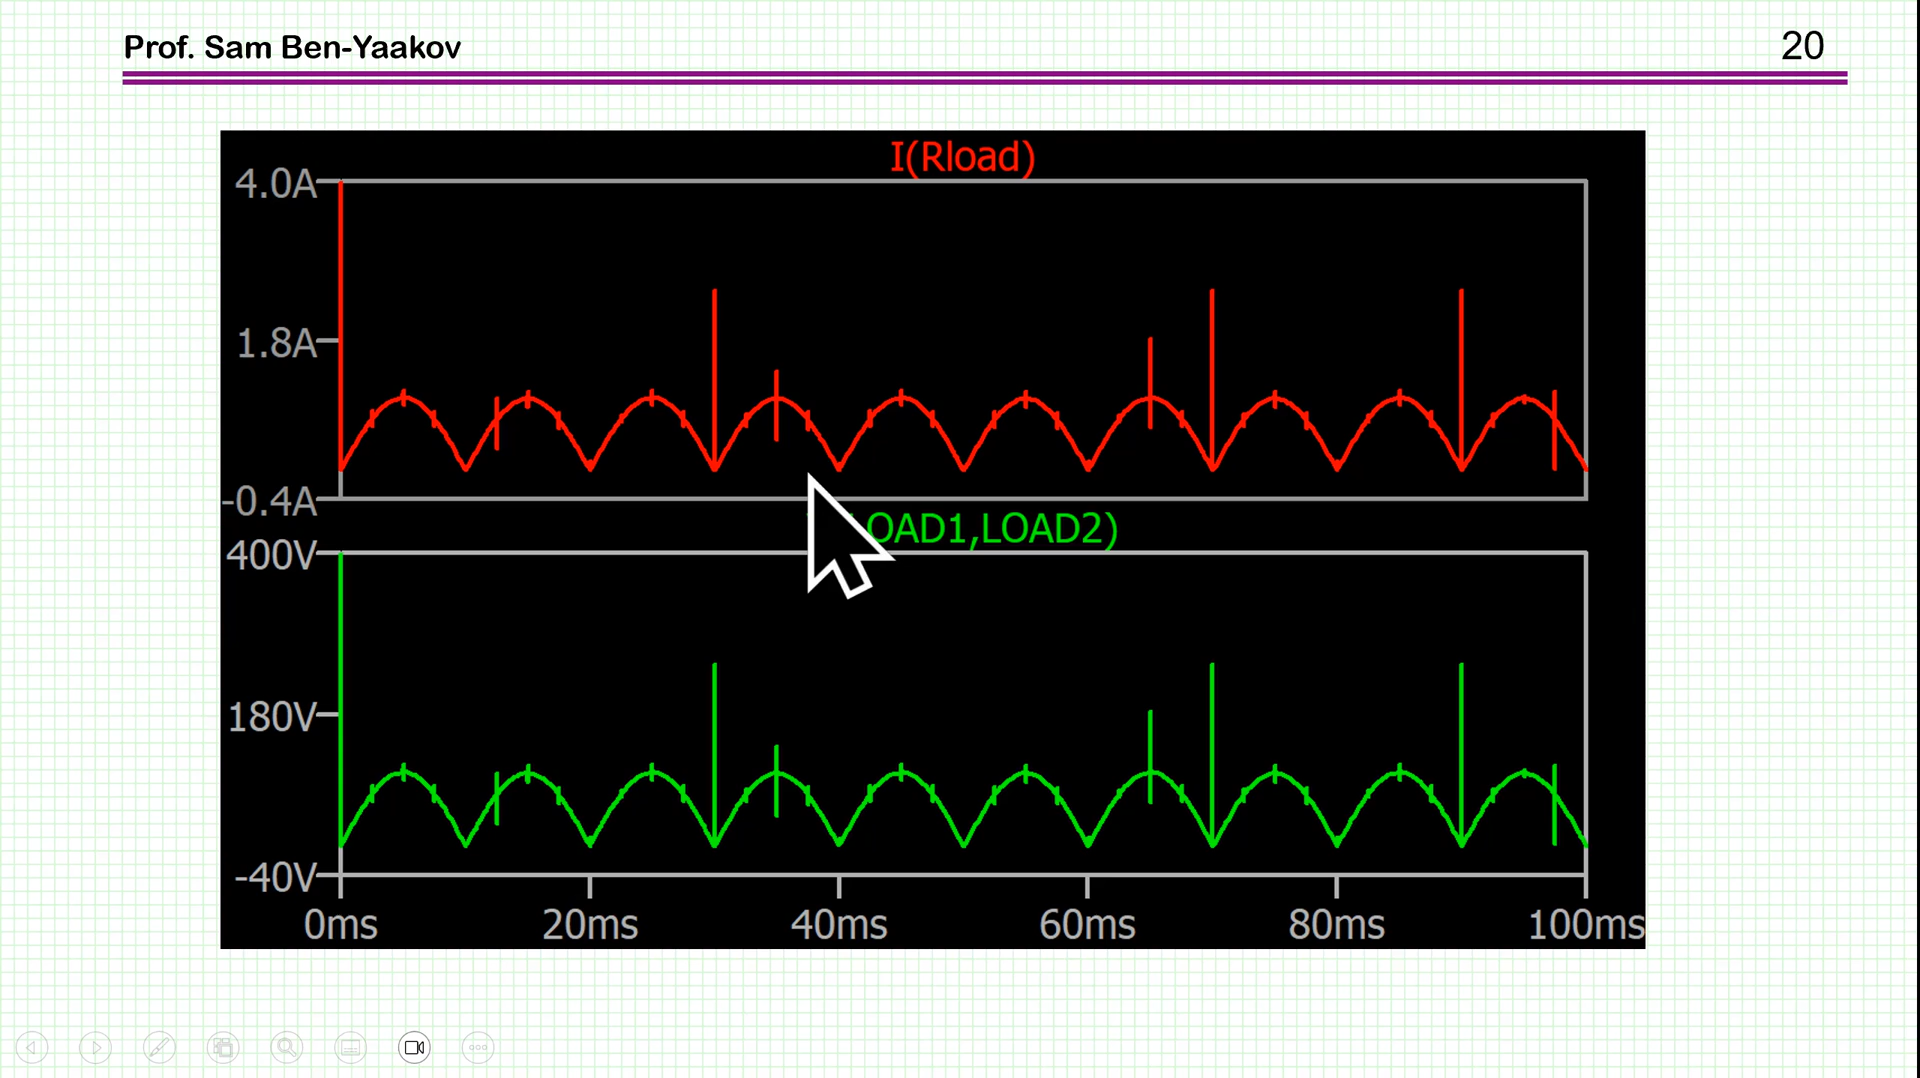 Prof. Sam Ben-Yaakov
20
I(Rload)
4.0A
1.8A
-0.4A
OAD1,LOAD2)
400V
180V
-40V
0ms 20ms 40ms 60ms 80ms 100ms